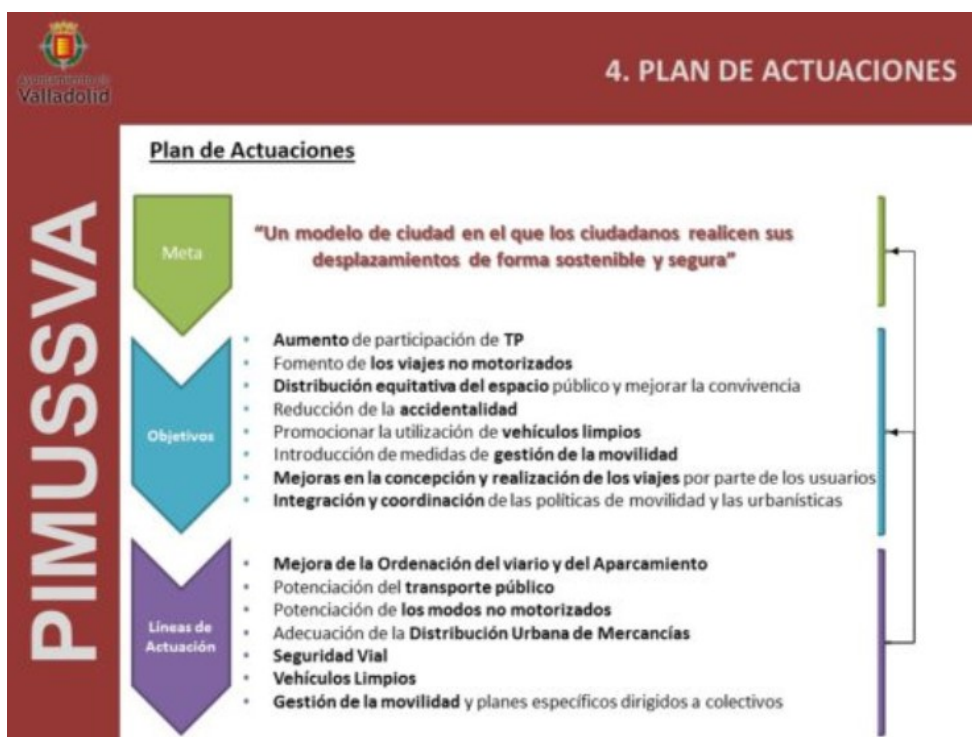 Ayuntamiento de
Valladolid
4. PLAN DE ACTUACIONES
PIMUSSVA
Plan de Actuaciones
Meta
“Un modelo de ciudad en el que los ciudadanos realicen sus
desplazamientos de forma sostenible y segura”
Objetivos
• Aumento de participación de TP
• Fomento de los viajes no motorizados
• Distribución equitativa del espacio público y mejorar la convivencia
• Reducción de la accidentalidad
• Promocionar la utilización de vehículos limpios
• Introducción de medidas de gestión de la movilidad
• Mejoras en la concepción y realización de los viajes por parte de los usuarios
• Integración y coordinación de las políticas de movilidad y las urbanísticas
Líneas de
Actuación
• Mejora de la Ordenación del viario y del Aparcamiento
• Potenciación del transporte público
• Potenciación de los modos no motorizados
• Adecuación de la Distribución Urbana de Mercancías
• Seguridad Vial
• Vehículos Limpios
• Gestión de la movilidad y planes específicos dirigidos a colectivos